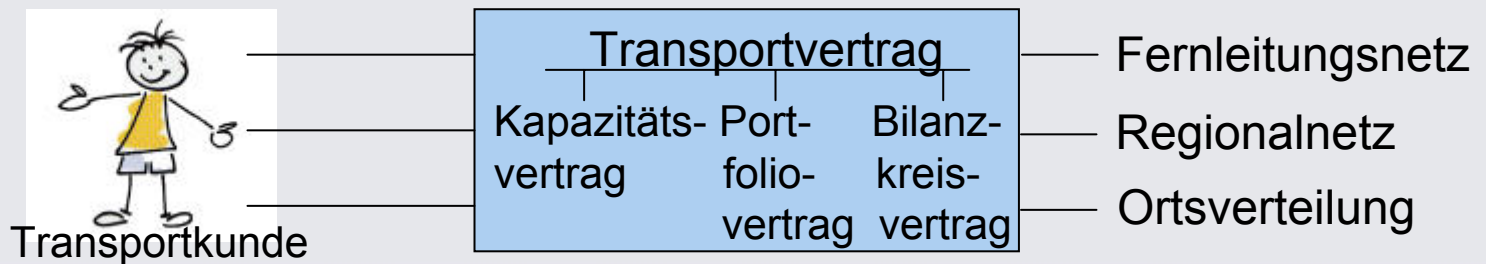 Transportkunde
Transportvertrag
Kapazitäts-
vertrag
Port-
folio-
vertrag
Bilanz-
kreis-
vertrag
Fernleitungsnetz
Regionalnetz
Ortsverteilung